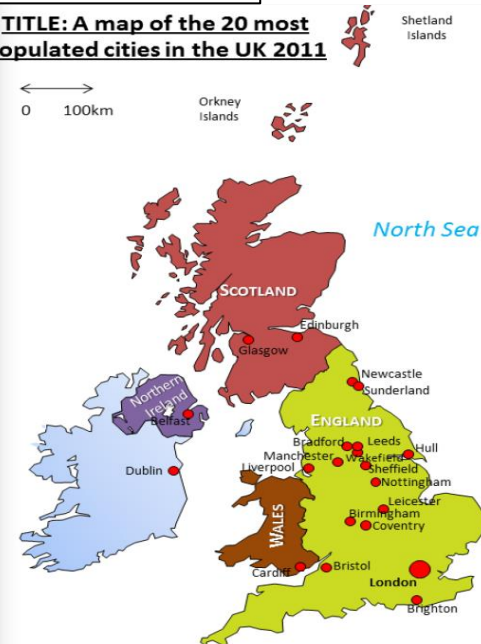 TITLE: A map of the 20 most
opulated cities in the UK 2011
Shetland
Islands
0 100km
Orkney
Islands
North Sea
SCOTLAND
Edinburgh
Glasgow
Newcastle
Sunderland
Northern
Ireland
Belfast
ENGLAND
Bradford
Leeds
Hull
Manchester
Wakefield
Liverpool
Sheffield
Dublin
Nottingham
Leicester
WALES
Birmingham
Coventry
Cardiff
Bristol
London
Brighton